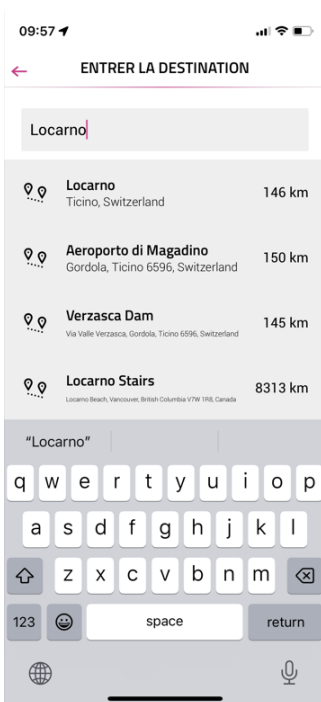 09:57
ENTRER LA DESTINATION
Locarno
Locarno
146 km
Ticino, Switzerland
Aeroporto di Magadino
150 km
Gordola, Ticino 6596, Switzerland
Verzasca Dam
145 km
Via Valle Verzasca, Gordola, Ticino 6596, Switzerland
Locarno Stairs
8313 km
Locarno Beach, Vancouver, British Columbia V7W 1R8, Canada
“Locarno”
q w e r t y u i o p
a s d f g h j k l
z x c v b n m
123 space return